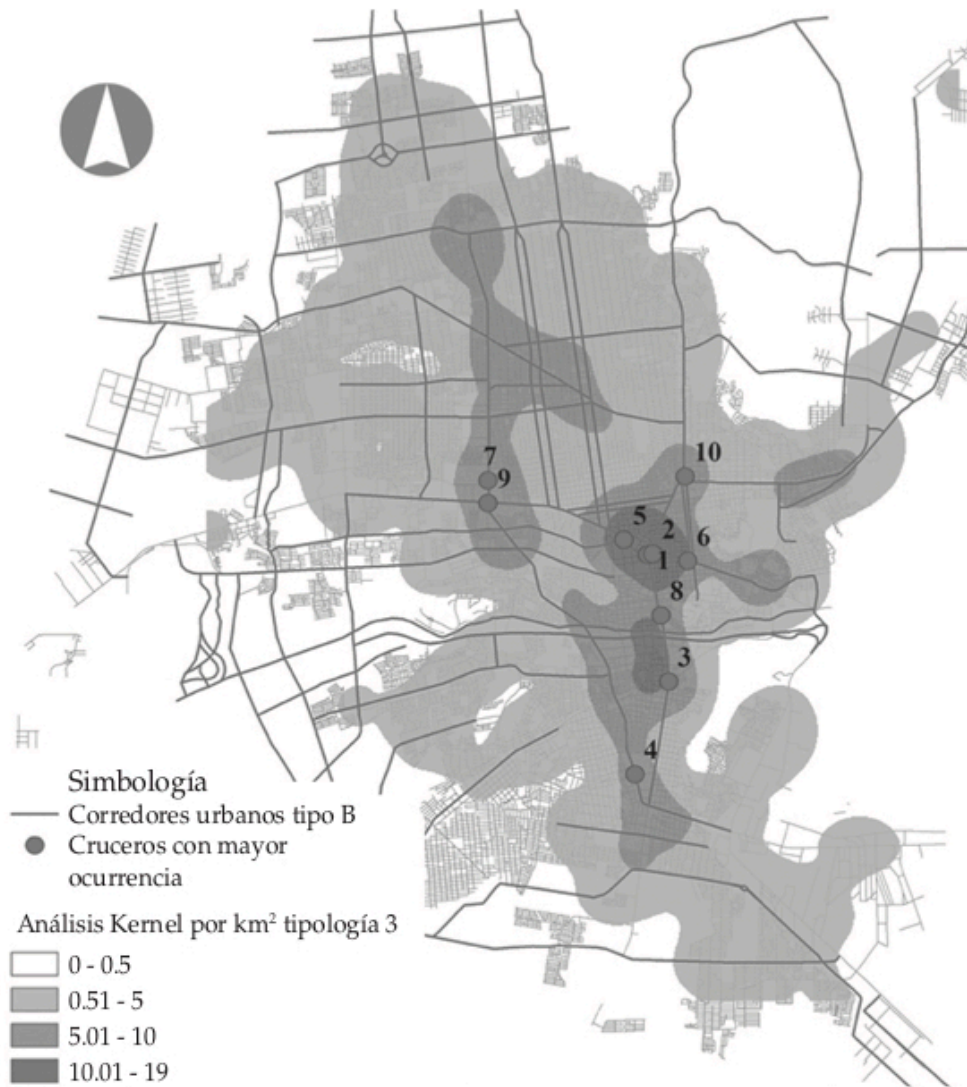 10
7
9
5
2
6
1
8
3
4
Simbología
Corredores urbanos tipo B
Cruceros con mayor
ocurrencia
Análisis Kernel por km² tipología 3
0 - 0.5
0.51 - 5
5.01 - 10
10.01 - 19